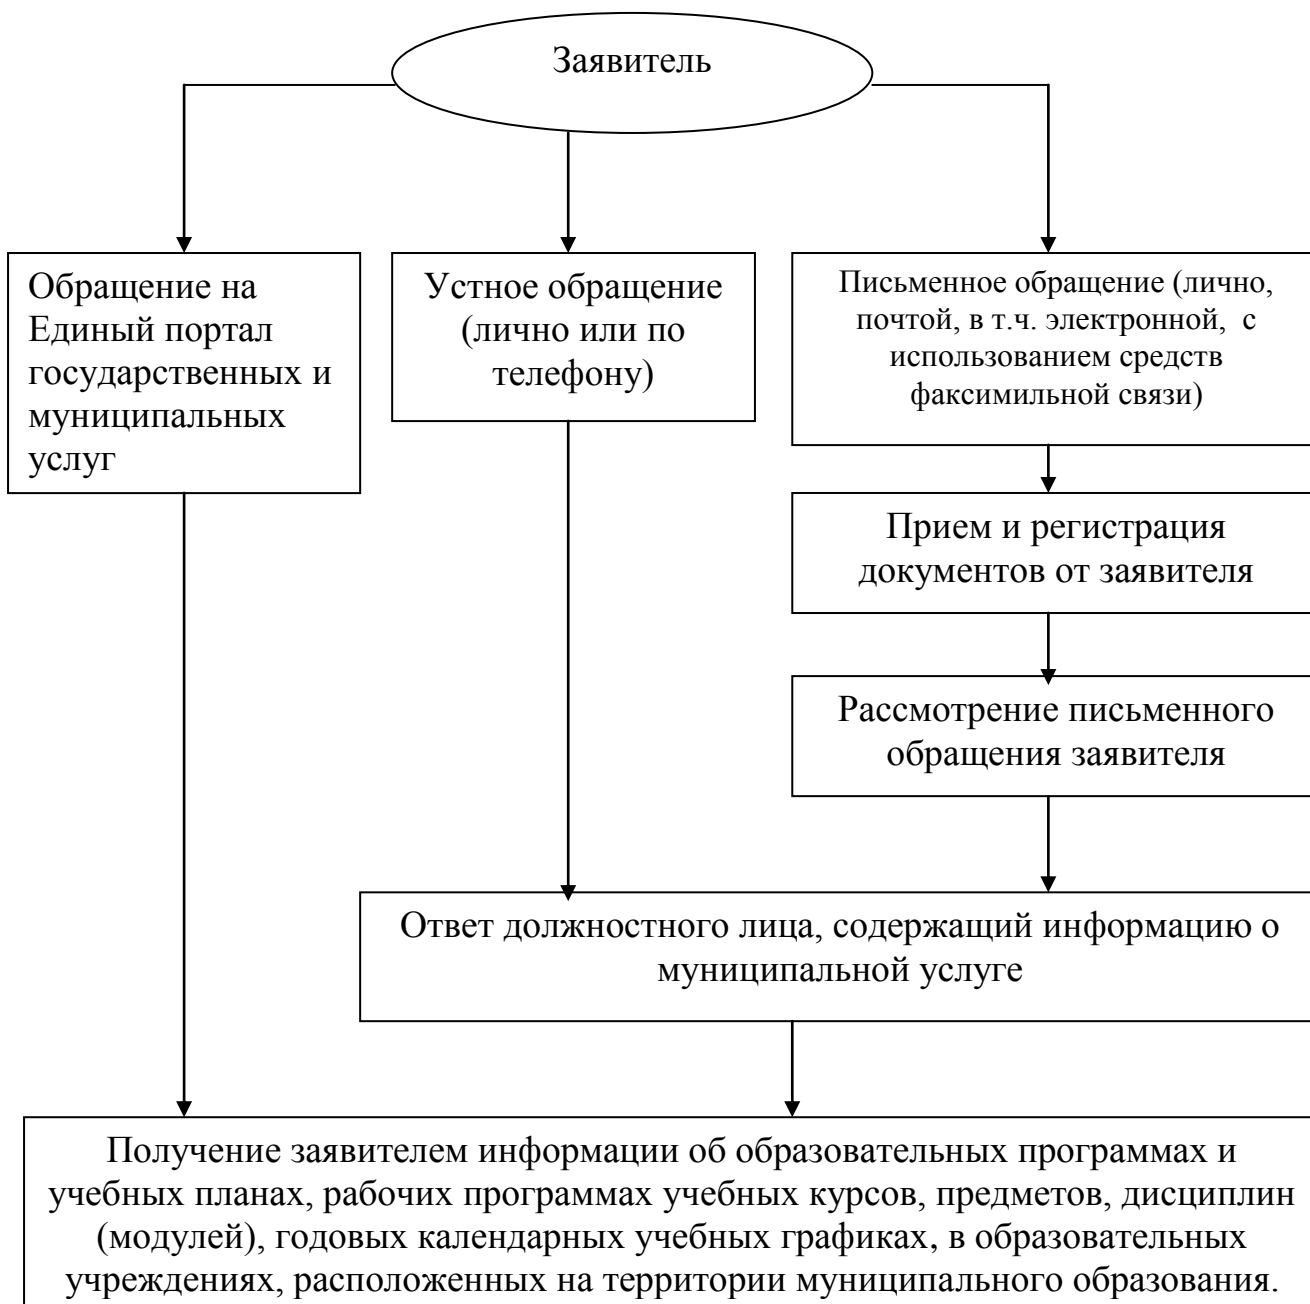 Заявитель
Обращение на
Единый портал
государственных и
муниципальных
услуг
Устное обращение
(лично или по
телефону)
Письменное обращение (лично,
почтой, в т.ч. электронной,  с
использованием средств
факсимильной связи)
Прием и регистрация
документов от заявителя
Рассмотрение письменного
обращения заявителя
Ответ должностного лица, содержащий информацию о
муниципальной услуге
Получение заявителем информации об образовательных программах и
учебных планах, рабочих программах учебных курсов, предметов, дисциплин
(модулей), годовых календарных учебных графиках, в образовательных
учреждениях, расположенных на территории муниципального образования.